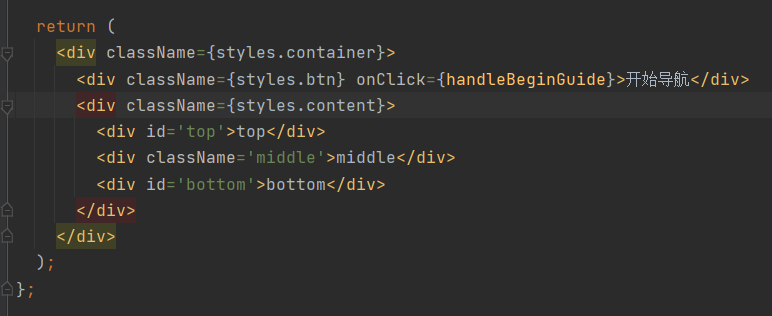 return (
<div className={styles.container}>
<div className={styles.btn} onClick={handleBeginGuide}>开始导航</div>
<div className={styles.content}>
<div id='top'>top</div>
<div className='middle'>middle</div>
<div id='bottom'>bottom</div>
</div>
</div>
);
};